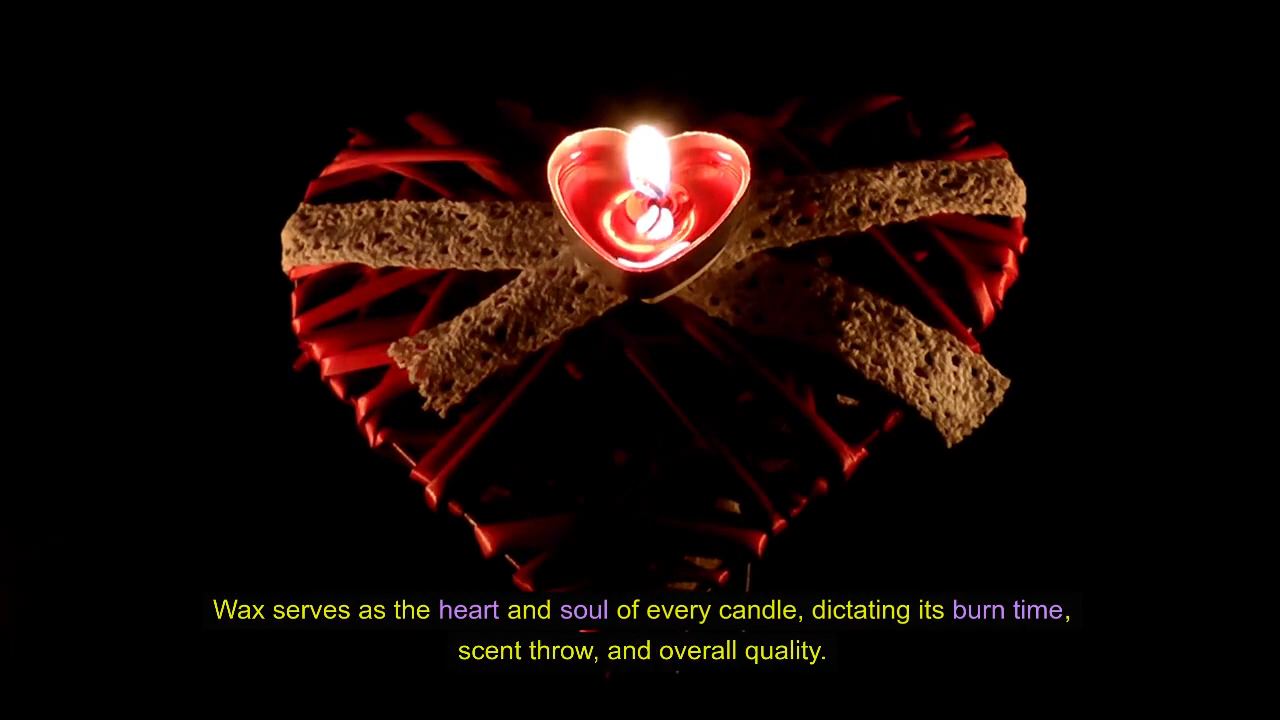 Wax serves as the heart and soul of every candle, dictating its burn time,
scent throw, and overall quality.